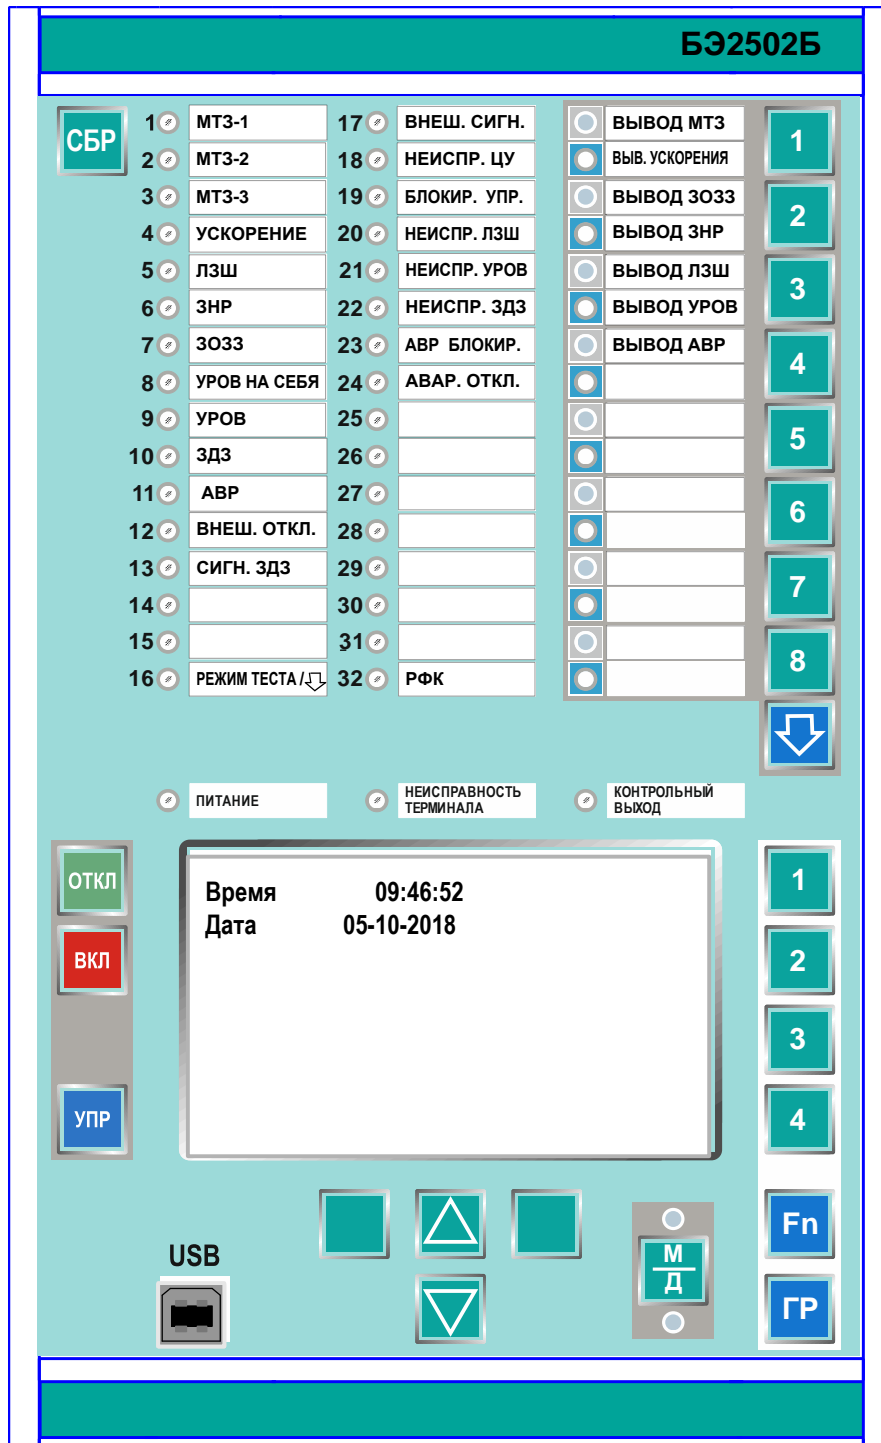 БЭ2502Б
СБР
1 МТЗ-1
2 МТЗ-2
3 МТЗ-3
4 УСКОРЕНИЕ
5 ЛЗШ
6 ЗНР
7 ЗОЗЗ
8 УРОВ НА СЕБЯ
9 УРОВ
10 ЗДЗ
11 АВР
12 ВНЕШ. ОТКЛ.
13 СИГН. ЗДЗ
14
15
16 РЕЖИМ ТЕСТА /
17 ВНЕШ. СИГН.
18 НЕИСПР. ЦУ
19 БЛОКИР. УПР.
20 НЕИСПР. ЛЗШ
21 НЕИСПР. УРОВ
22 НЕИСПР. ЗДЗ
23 АВР БЛОКИР.
24 АВАР. ОТКЛ.
25
26
27
28
29
30
31
32 РФК
ВЫВОД МТЗ
ВЫВ. УСКОРЕНИЯ
ВЫВОД ЗОЗЗ
ВЫВОД ЗНР
ВЫВОД ЛЗШ
ВЫВОД УРОВ
ВЫВОД АВР
1
2
3
4
5
6
7
8
ПИТАНИЕ
НЕИСПРАВНОСТЬ
ТЕРМИНАЛА
КОНТРОЛЬНЫЙ
ВЫХОД
ОТКЛ
ВКЛ
УПР
Время 09:46:52
Дата 05-10-2018
1
2
3
4
Fn
ГР
USB
М
Д